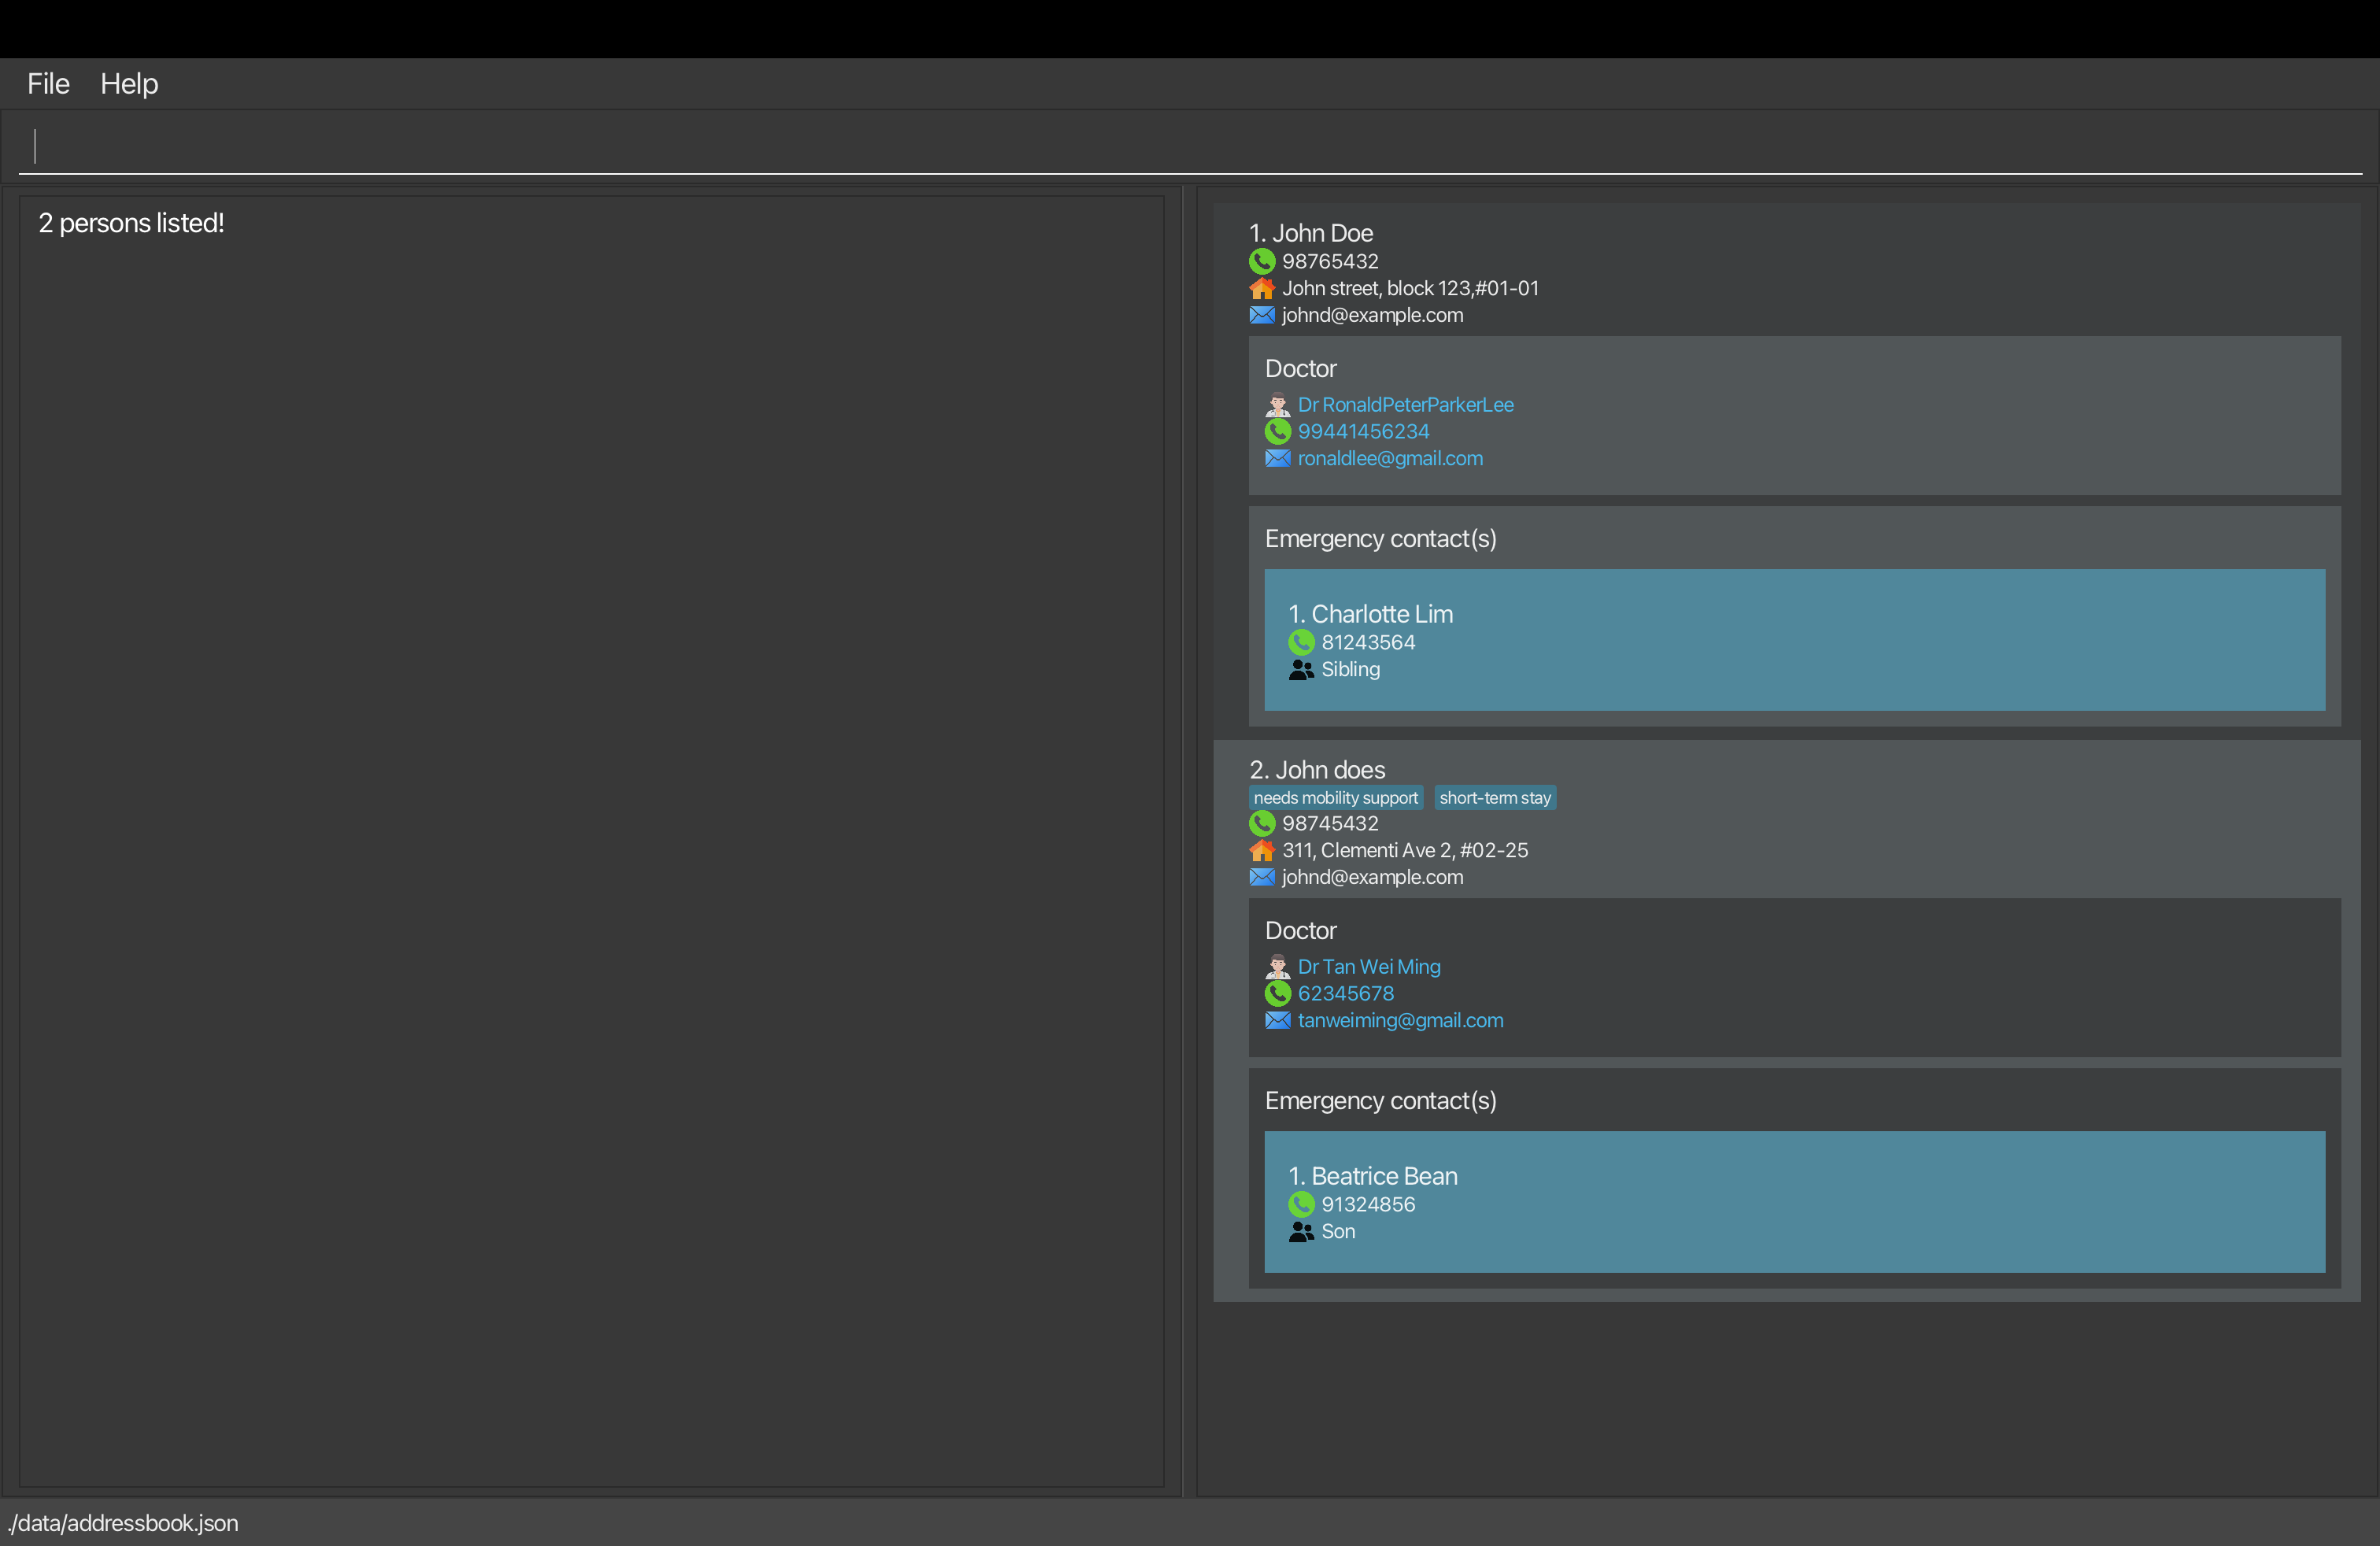 File Help
2 persons listed!
1. John Doe
98765432
John street, block 123,#01-01
johnd@example.com
Doctor
Dr RonaldPeterParkerLee
99441456234
ronaldlee@gmail.com
Emergency contact(s)
1. Charlotte Lim
81243564
Sibling
2. John does
needs mobility support short-term stay
98745432
311, Clementi Ave 2, #02-25
johnd@example.com
Doctor
Dr Tan Wei Ming
62345678
tanweiming@gmail.com
Emergency contact(s)
1. Beatrice Bean
91324856
Son
./data/addressbook.json